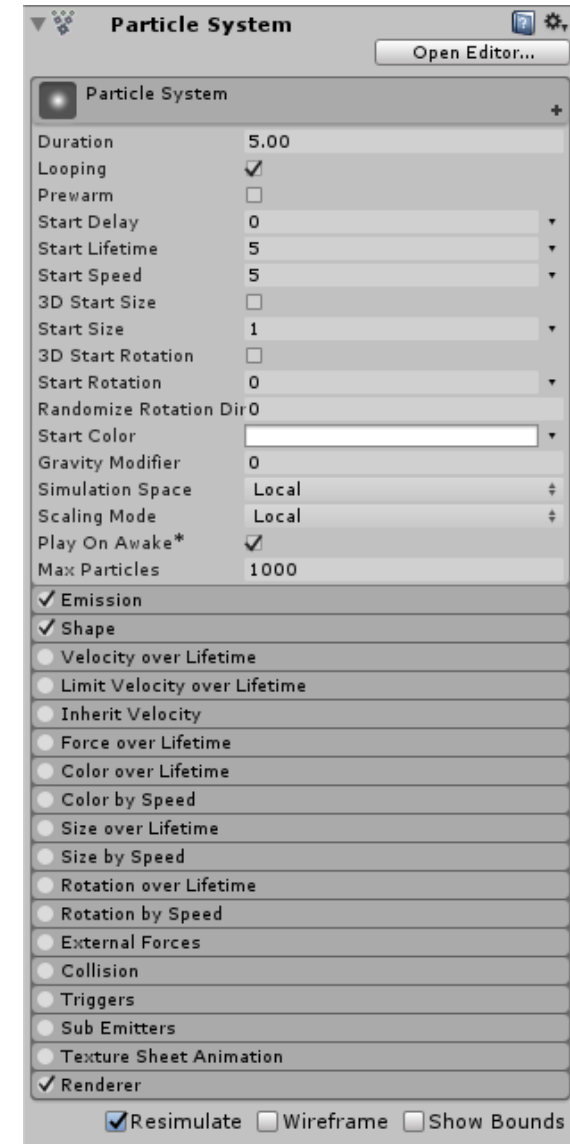 Particle System
Open Editor...
Particle System
Duration 5.00
Looping
Prewarm
Start Delay 0
Start Lifetime 5
Start Speed 5
3D Start Size
Start Size 1
3D Start Rotation
Start Rotation 0
Randomize Rotation Dir 0
Start Color
Gravity Modifier 0
Simulation Space Local
Scaling Mode Local
Play On Awake*
Max Particles 1000
Emission
Shape
Velocity over Lifetime
Limit Velocity over Lifetime
Inherit Velocity
Force over Lifetime
Color over Lifetime
Color by Speed
Size over Lifetime
Size by Speed
Rotation over Lifetime
Rotation by Speed
External Forces
Collision
Triggers
Sub Emitters
Texture Sheet Animation
Renderer
Resimulate Wireframe Show Bounds